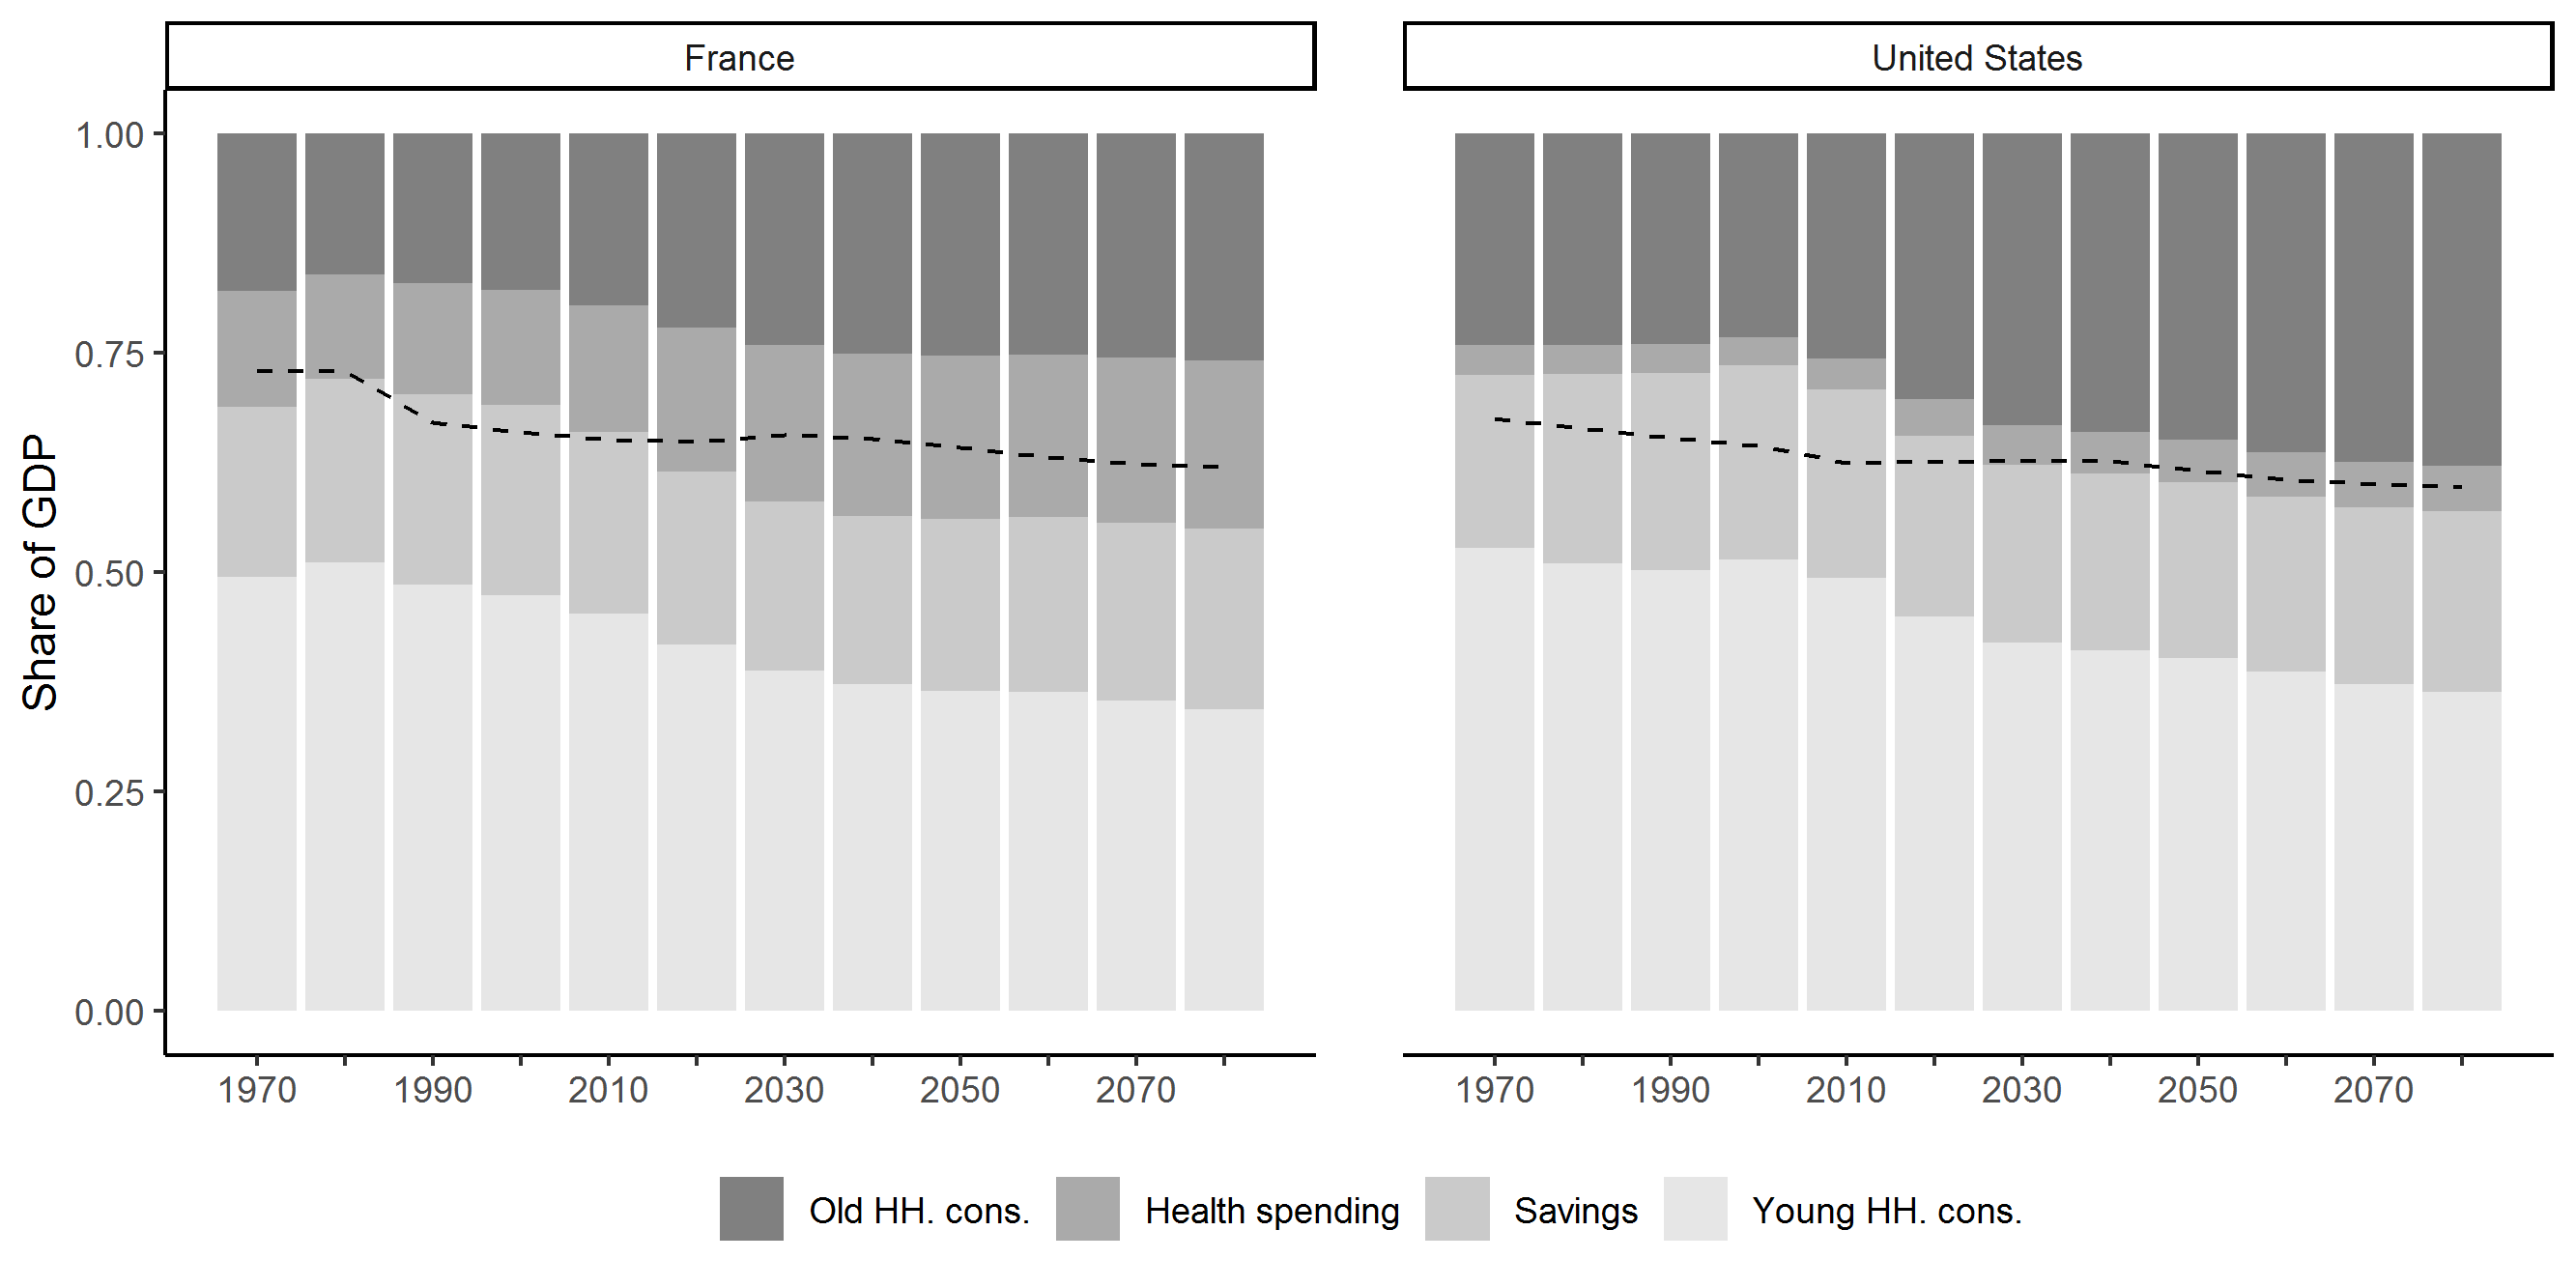 France
United States
Share of GDP
1.00
0.75
0.50
0.25
0.00
1970 1990 2010 2030 2050 2070
1970 1990 2010 2030 2050 2070
Old HH. cons. Health spending Savings Young HH. cons.